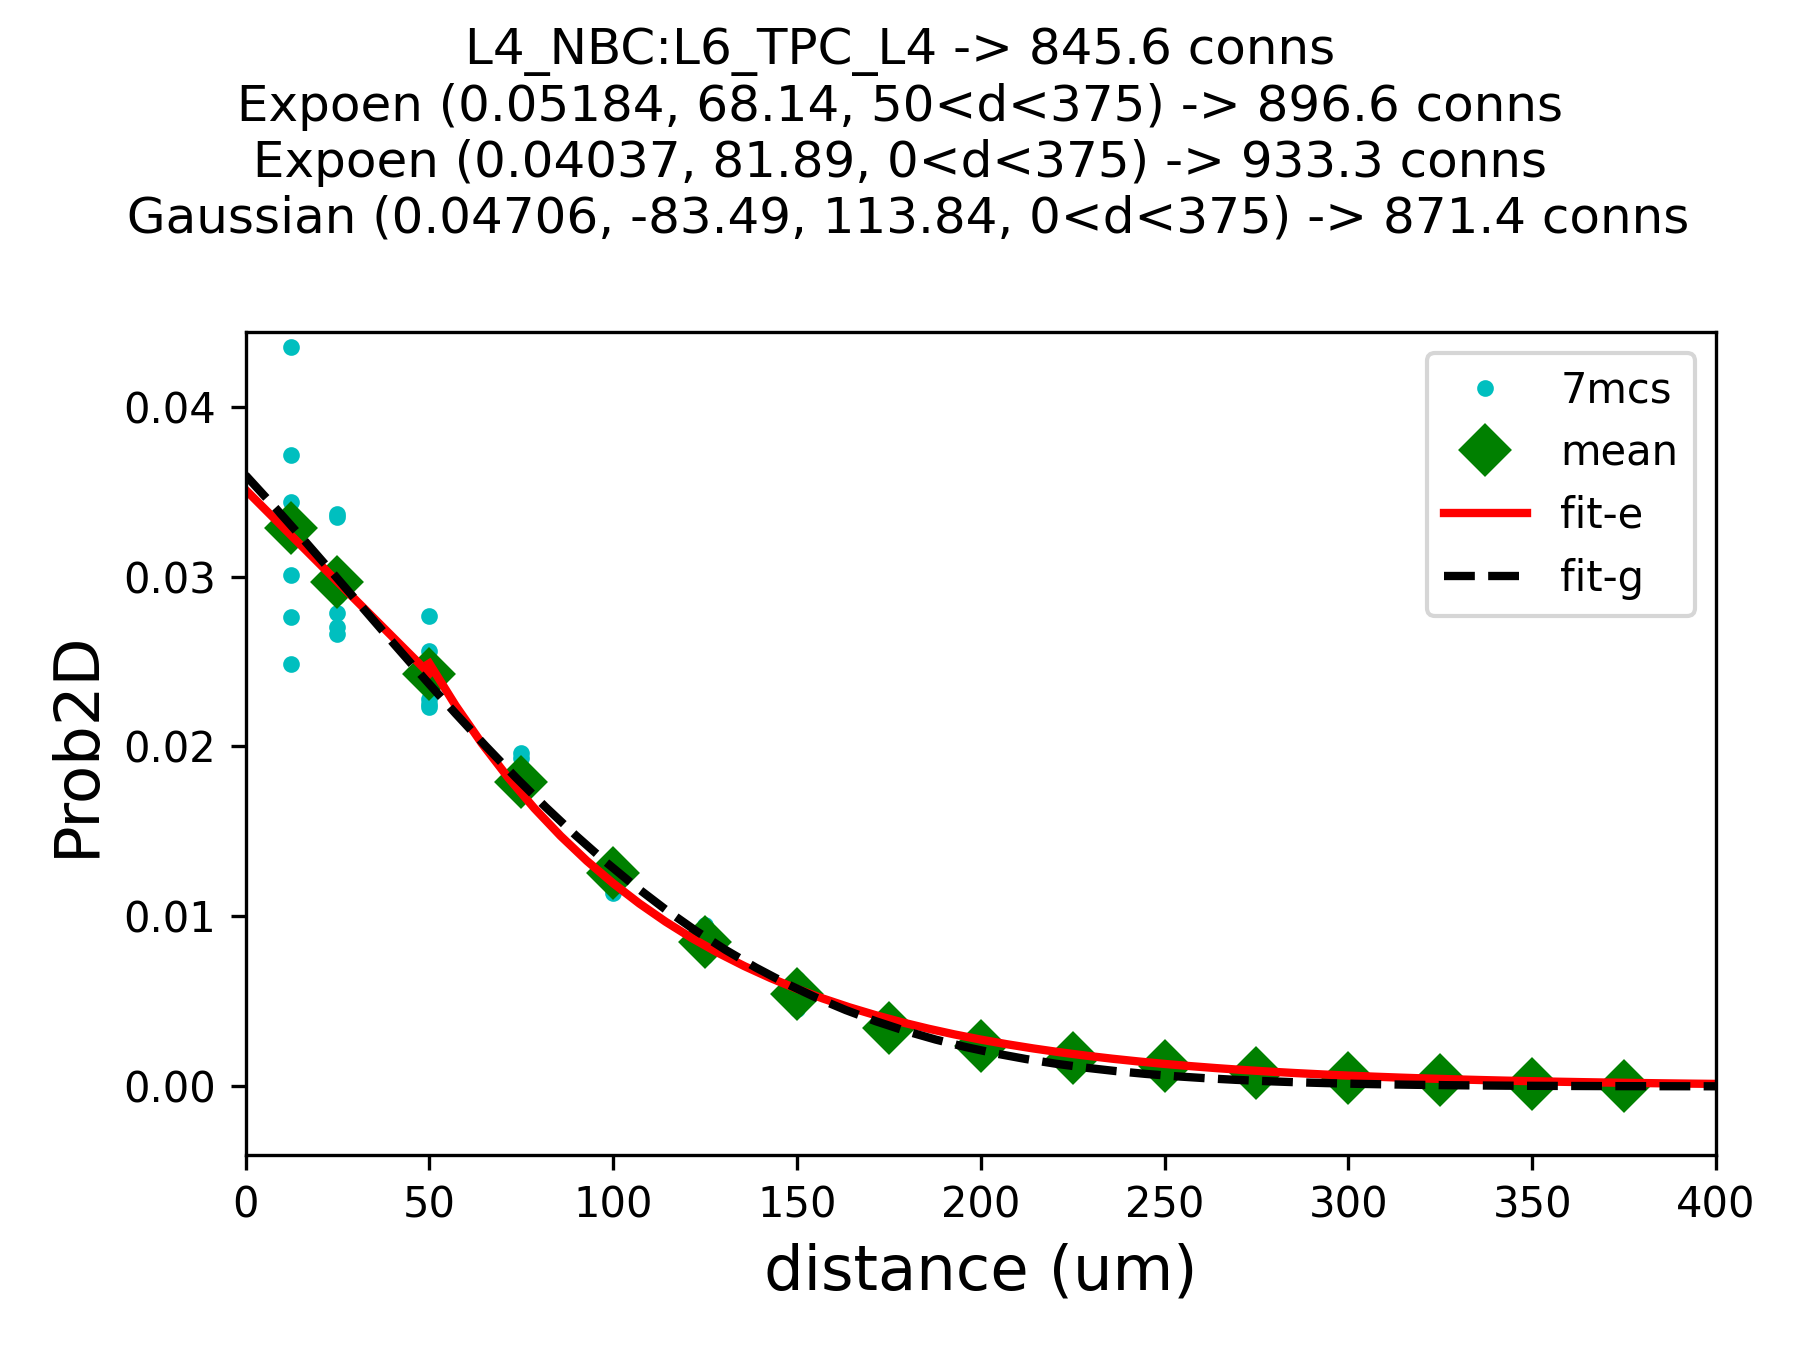 L4_NBC:L6_TPC_L4 -> 845.6 conns
Expoen (0.05184, 68.14, 50<d<375) -> 896.6 conns
Expoen (0.04037, 81.89, 0<d<375) -> 933.3 conns
Gaussian (0.04706, -83.49, 113.84, 0<d<375) -> 871.4 conns
7mcs
mean
fit-e
fit-g
Prob2D
0.04
0.03
0.02
0.01
0.00
0 50 100 150 200 250 300 350 400
distance (um)